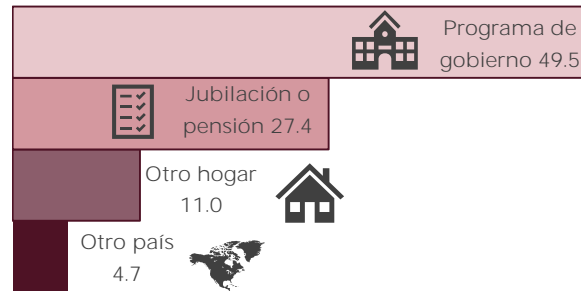 Programa de
gobierno 49.5
Jubilación o
pensión 27.4
Otro hogar
11.0
Otro país
4.7